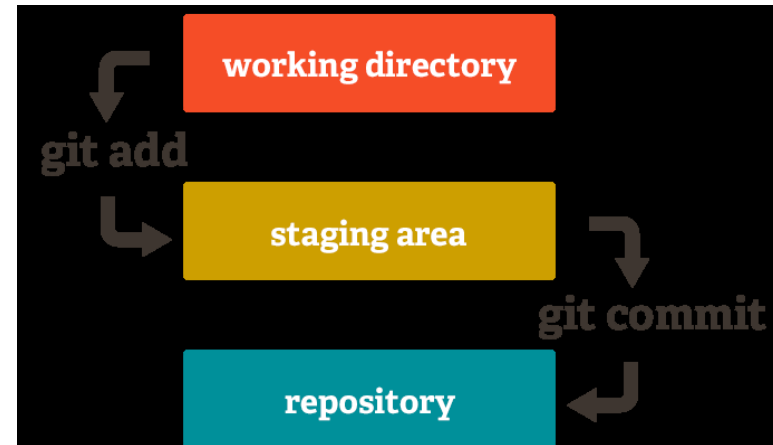 working directory
git add
staging area
git commit
repository